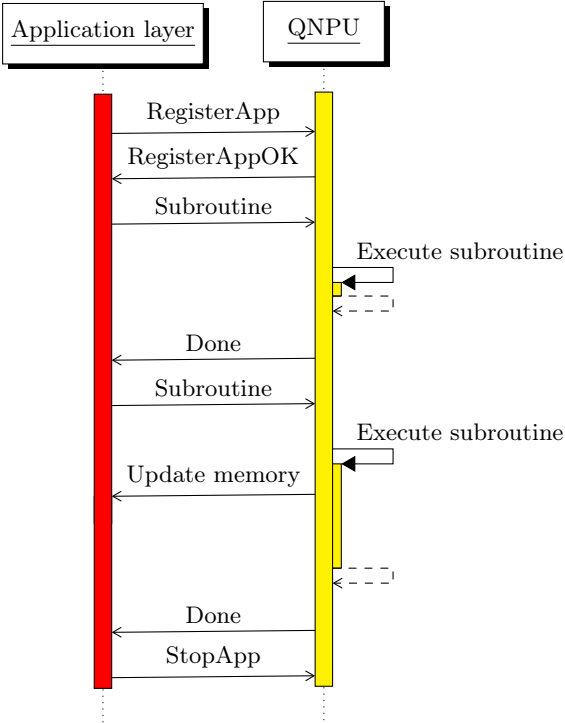 Application layer
QNPU
RegisterApp
RegisterAppOK
Subroutine
Execute subroutine
Done
Subroutine
Execute subroutine
Update memory
Done
StopApp